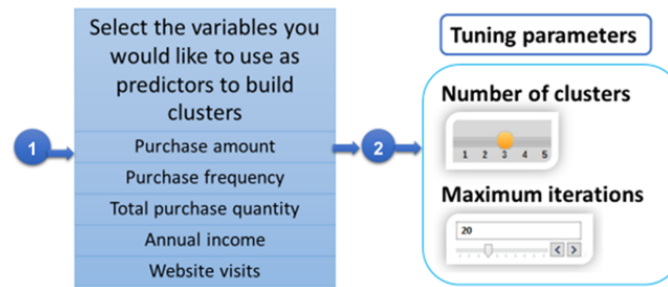 1
Select the variables you
would like to use as
predictors to build
clusters
Purchase amount
Purchase frequency
Total purchase quantity
Annual income
Website visits
2
Tuning parameters
Number of clusters
1 2 3 4 5
Maximum iterations
20